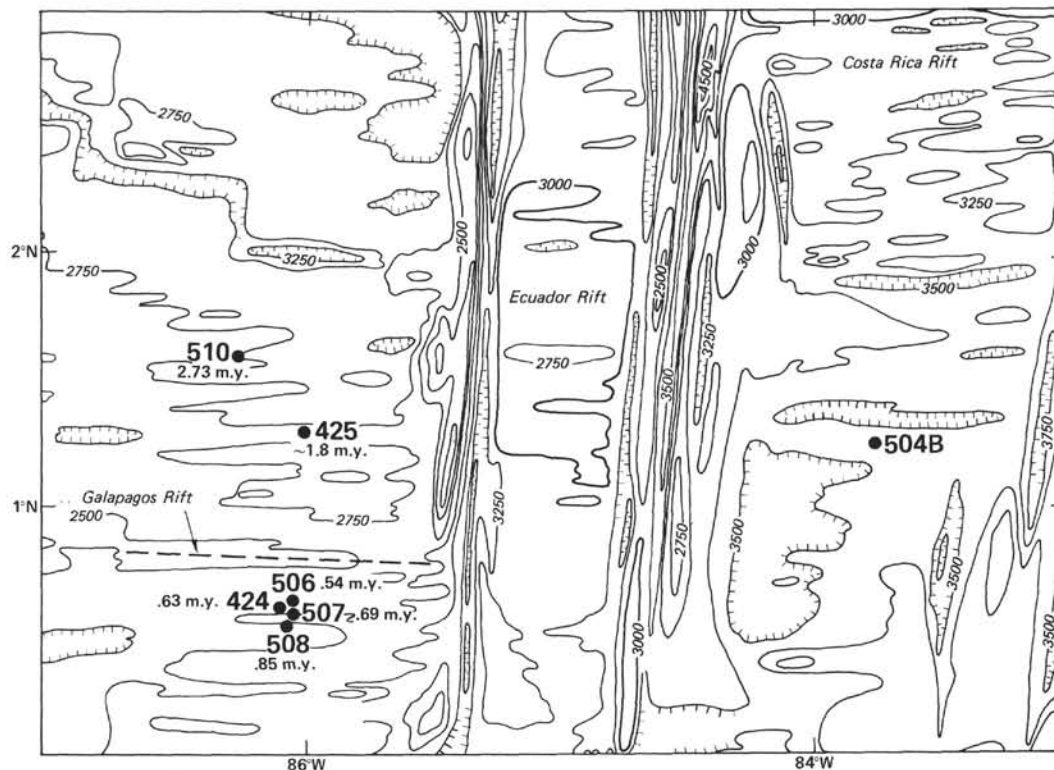 3000
4500
Costa Rica Rift
2750
3000
3250
2500
2°N
3250
2750
3000
3500
Ecuador Rift
2500
3250
510
2.73 m.y.
2750
3500
425
~1.8 m.y.
504B
3750
Galapagos Rift
2500
1°N
2750
3250
3500
2750
3500
506 .54 m.y.
.63 m.y. 424
507 ~.69 m.y.
508
.85 m.y.
3000
3500
86°W
84°W